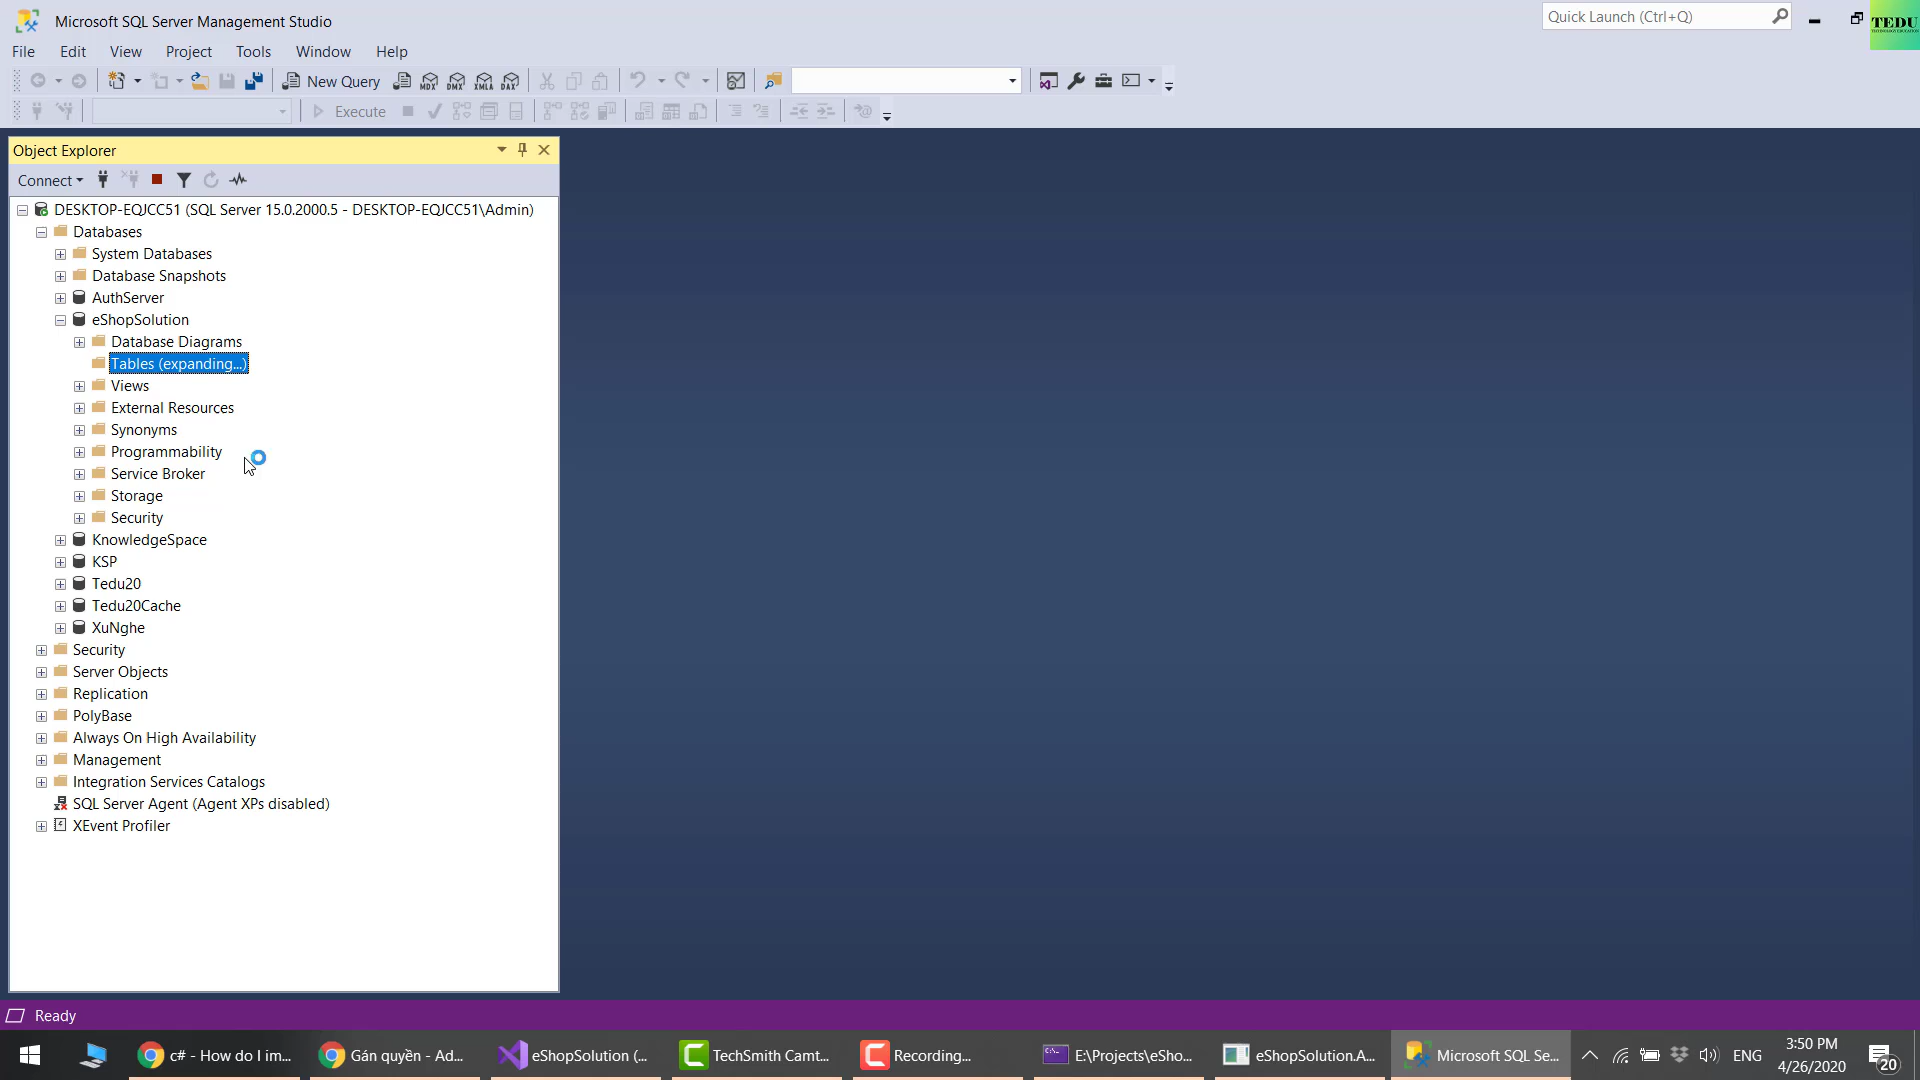 Microsoft SQL Server Management Studio
Quick Launch (Ctrl+Q)
TEDU
File Edit View Project Tools Window Help
New Query
MDX DMX XMLA DAX
Execute
Object Explorer
Connect
DESKTOP-EQJCC51 (SQL Server 15.0.2000.5 - DESKTOP-EQJCC51\Admin)
Databases
System Databases
Database Snapshots
AuthServer
eShopSolution
Database Diagrams
Tables (expanding...)
Views
External Resources
Synonyms
Programmability
Service Broker
Storage
Security
KnowledgeSpace
KSP
Tedu20
Tedu20Cache
XuNghe
Security
Server Objects
Replication
PolyBase
Always On High Availability
Management
Integration Services Catalogs
SQL Server Agent (Agent XPs disabled)
XEvent Profiler
Ready
c# - How do I im...
Gán quyền - Ad...
eShopSolution (...
TechSmith Camt...
Recording...
E:\Projects\eSho...
eShopSolution.A...
Microsoft SQL Se...
ENG
3:50 PM
4/26/2020
20